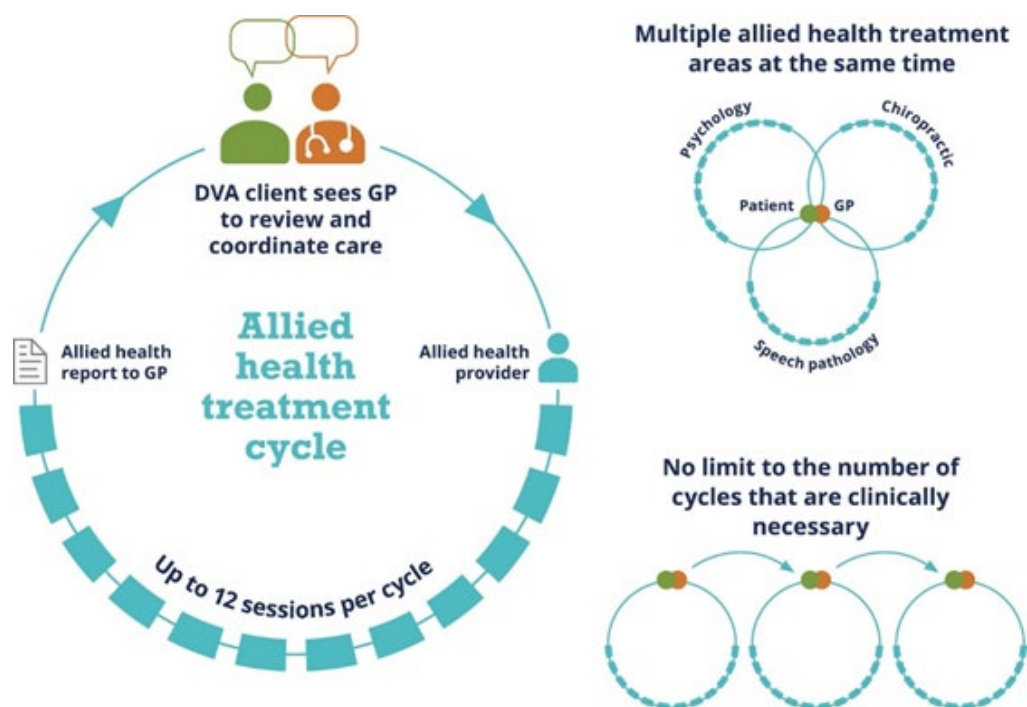 DVA client sees GP
to review and
coordinate care
Allied health
report to GP
Allied
health
treatment
cycle
Allied health
provider
Up to 12 sessions per cycle
Multiple allied health treatment
areas at the same time
Psychology
Chiropractic
Patient
GP
Speech pathology
No limit to the number of
cycles that are clinically
necessary